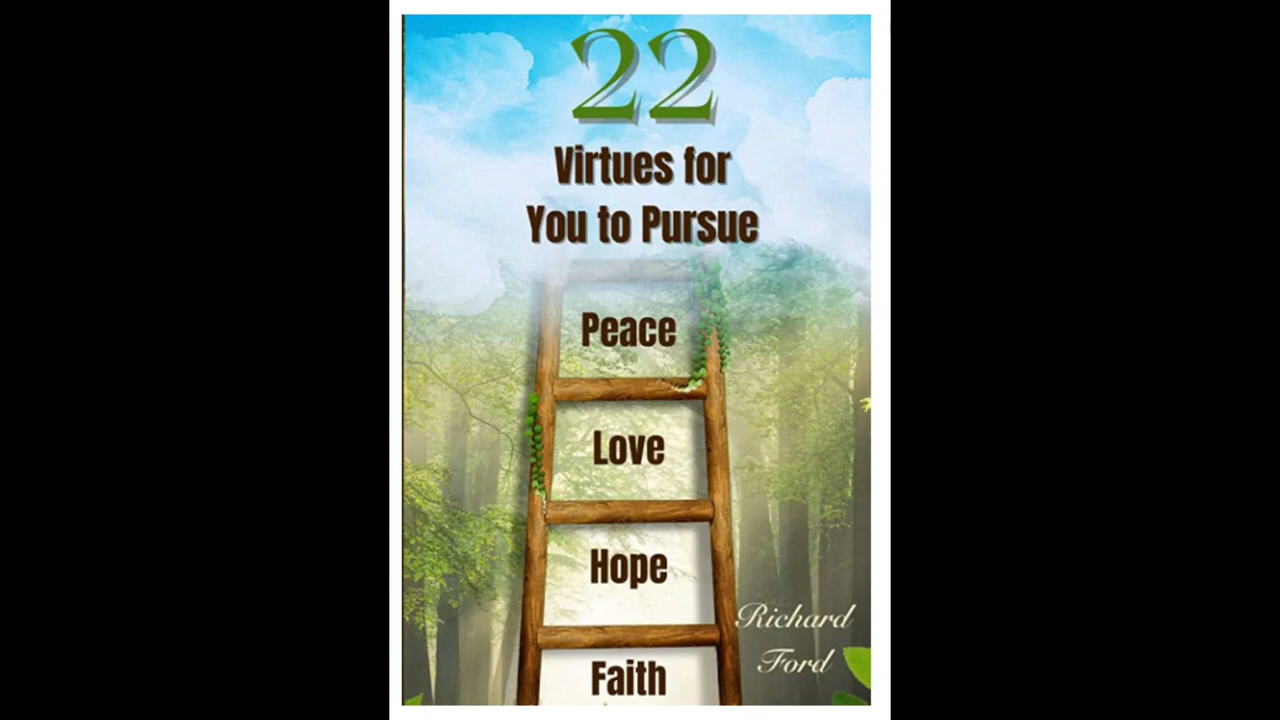 22
Virtues for
You to Pursue
Peace
Love
Hope
Richard
Ford
Faith